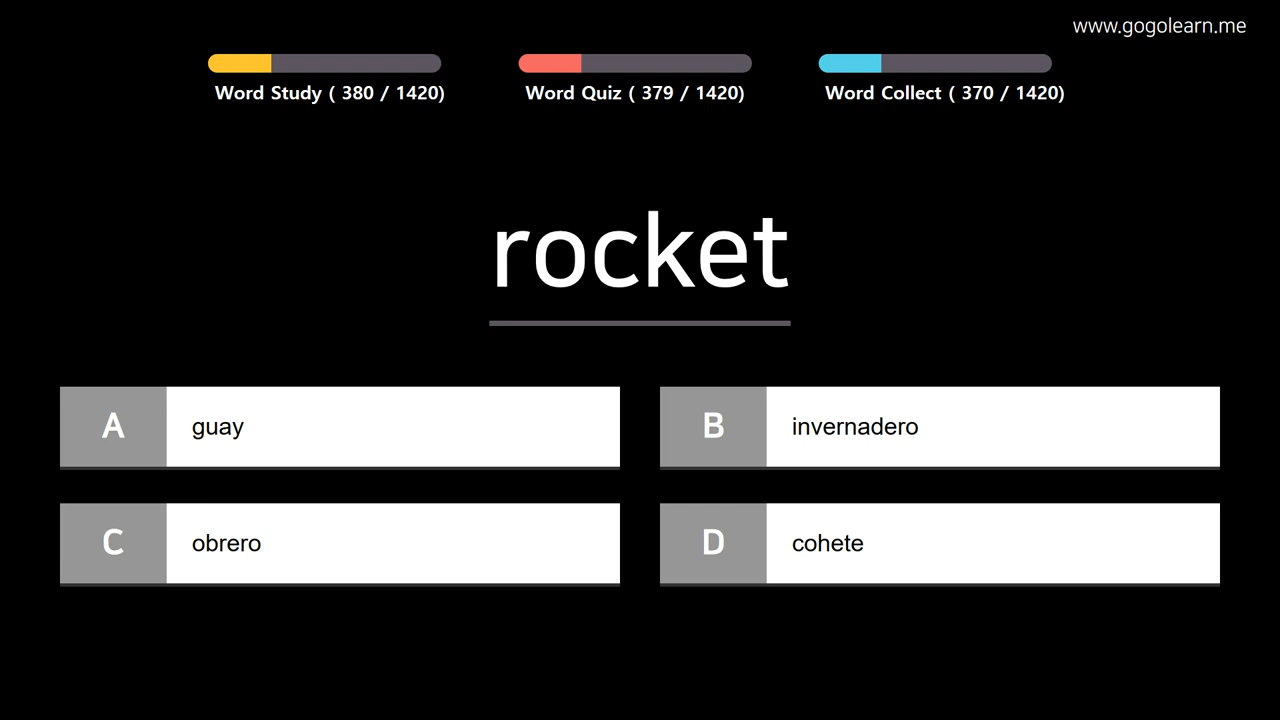 www.gogolearn.me
Word Study ( 380 / 1420)
Word Quiz ( 379 / 1420)
Word Collect ( 370 / 1420)
rocket
A guay
B invernadero
C obrero
D cohete